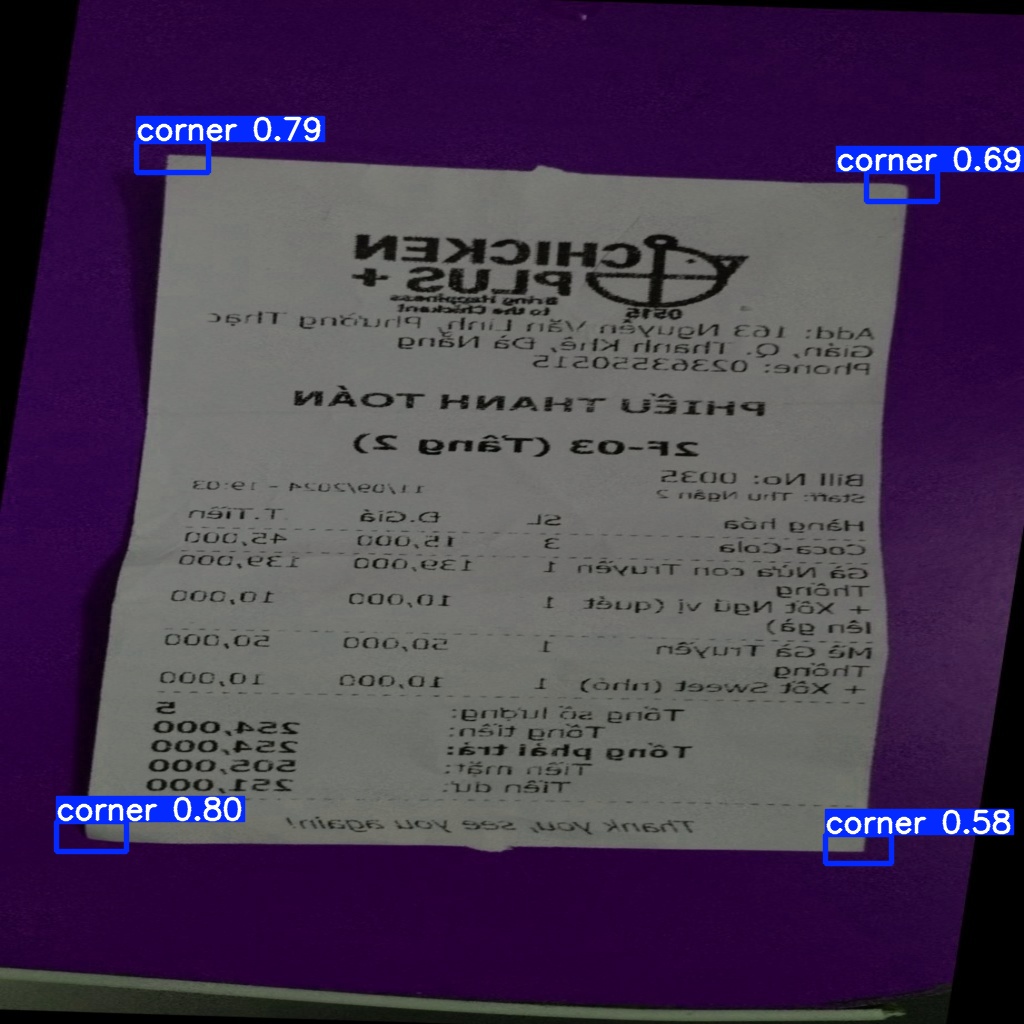 corner 0.79
corner 0.69
CHICKEN
PLUS+
Bring Happiness
to the Chickent
0515
Add: 163 Nguyễn Văn Linh, Phường Thạc
Gián, Q. Thanh Khê, Đà Nẵng
Phone: 02363550515
PHIẾU THANH TOÁN
2F-03 (Tầng 2)
Bill No: 0035
Staff: Thu Ngân 2 11/09/2024 - 19:03
Hàng hóa SL Đ.Giá T.Tiền
Coca-Cola 3 15,000 45,000
Gà Nửa con Truyền 1 139,000 139,000
Thống
+ Xốt Ngũ vị (quét 1 10,000 10,000
lên gà)
Mề Gà Truyền 1 50,000 50,000
Thống
+ Xốt Sweet (nhỏ) 1 10,000 10,000
Tổng số lượng: 5
Tổng tiền: 254,000
Tổng phải trả: 254,000
Tiền mặt: 505,000
Tiền dư: 251,000
Thank you, see you again!
corner 0.80
corner 0.58